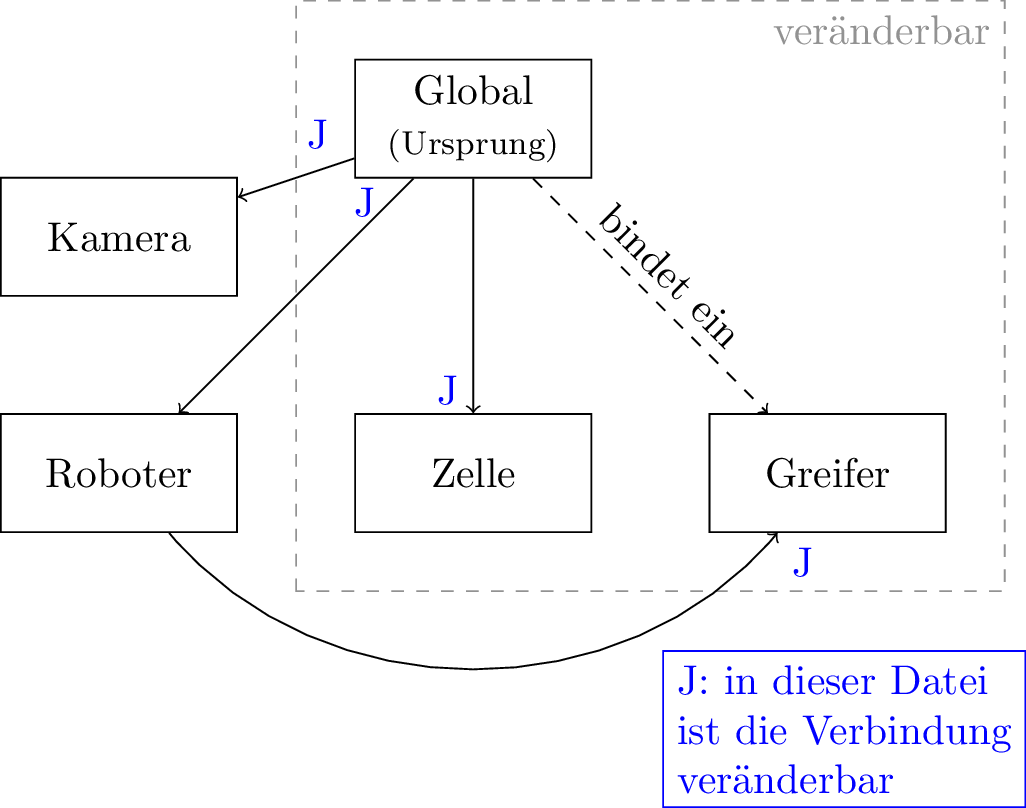 veränderbar
Global
(Ursprung)
J
J
Kamera
bindet ein
J
Roboter
Zelle
Greifer
J
J: in dieser Datei
ist die Verbindung
veränderbar